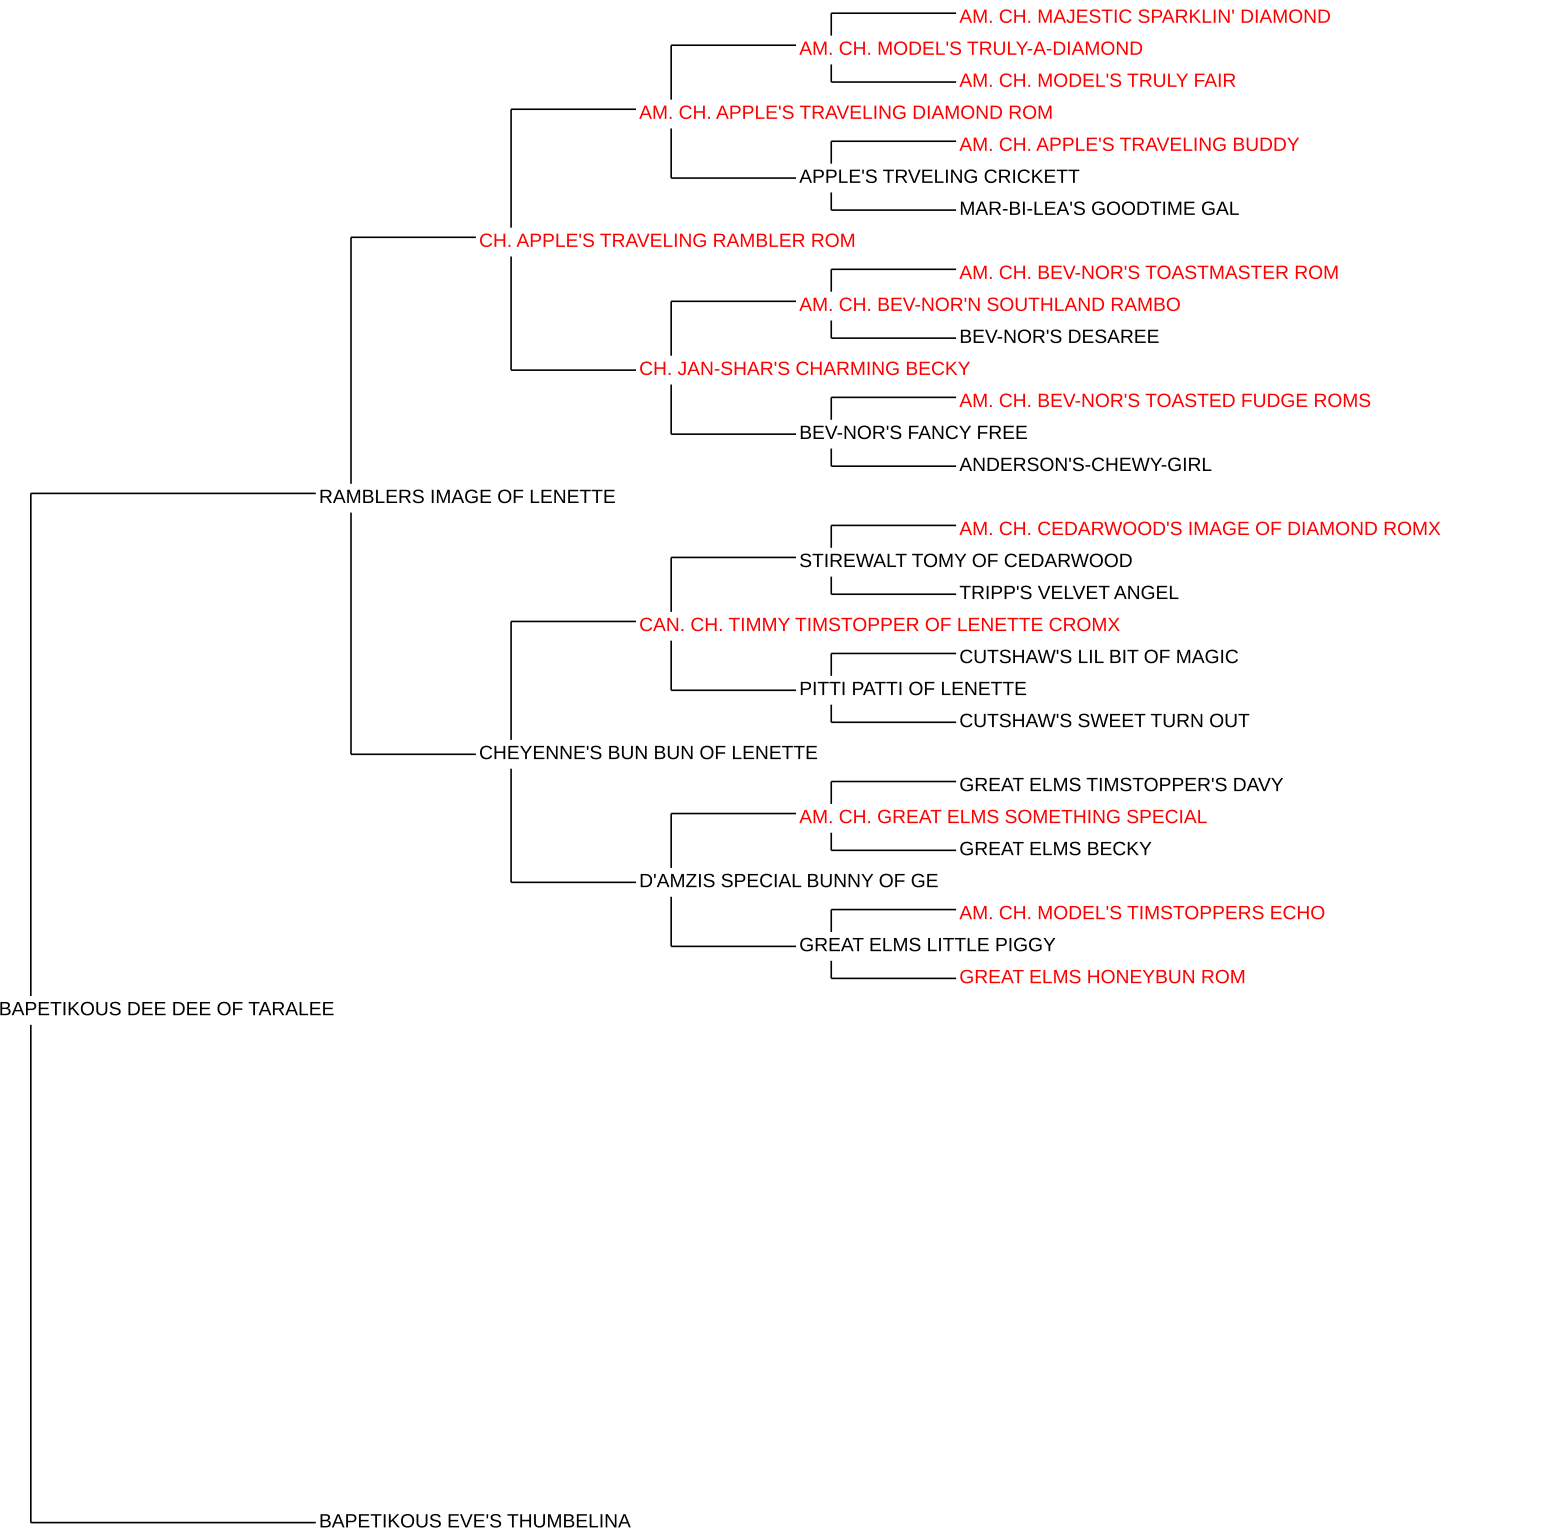 AM. CH. MAJESTIC SPARKLIN' DIAMOND
AM. CH. MODEL'S TRULY-A-DIAMOND
AM. CH. MODEL'S TRULY FAIR
AM. CH. APPLE'S TRAVELING DIAMOND ROM
AM. CH. APPLE'S TRAVELING BUDDY
APPLE'S TRVELING CRICKETT
MAR-BI-LEA'S GOODTIME GAL
CH. APPLE'S TRAVELING RAMBLER ROM
AM. CH. BEV-NOR'S TOASTMASTER ROM
AM. CH. BEV-NOR'N SOUTHLAND RAMBO
BEV-NOR'S DESAREE
CH. JAN-SHAR'S CHARMING BECKY
AM. CH. BEV-NOR'S TOASTED FUDGE ROMS
BEV-NOR'S FANCY FREE
ANDERSON'S-CHEWY-GIRL
RAMBLERS IMAGE OF LENETTE
AM. CH. CEDARWOOD'S IMAGE OF DIAMOND ROMX
STIREWALT TOMY OF CEDARWOOD
TRIPP'S VELVET ANGEL
CAN. CH. TIMMY TIMSTOPPER OF LENETTE CROMX
CUTSHAW'S LIL BIT OF MAGIC
PITTI PATTI OF LENETTE
CUTSHAW'S SWEET TURN OUT
CHEYENNE'S BUN BUN OF LENETTE
GREAT ELMS TIMSTOPPER'S DAVY
AM. CH. GREAT ELMS SOMETHING SPECIAL
GREAT ELMS BECKY
D'AMZIS SPECIAL BUNNY OF GE
AM. CH. MODEL'S TIMSTOPPERS ECHO
GREAT ELMS LITTLE PIGGY
GREAT ELMS HONEYBUN ROM
BAPETIKOUS DEE DEE OF TARALEE
BAPETIKOUS EVE'S THUMBELINA